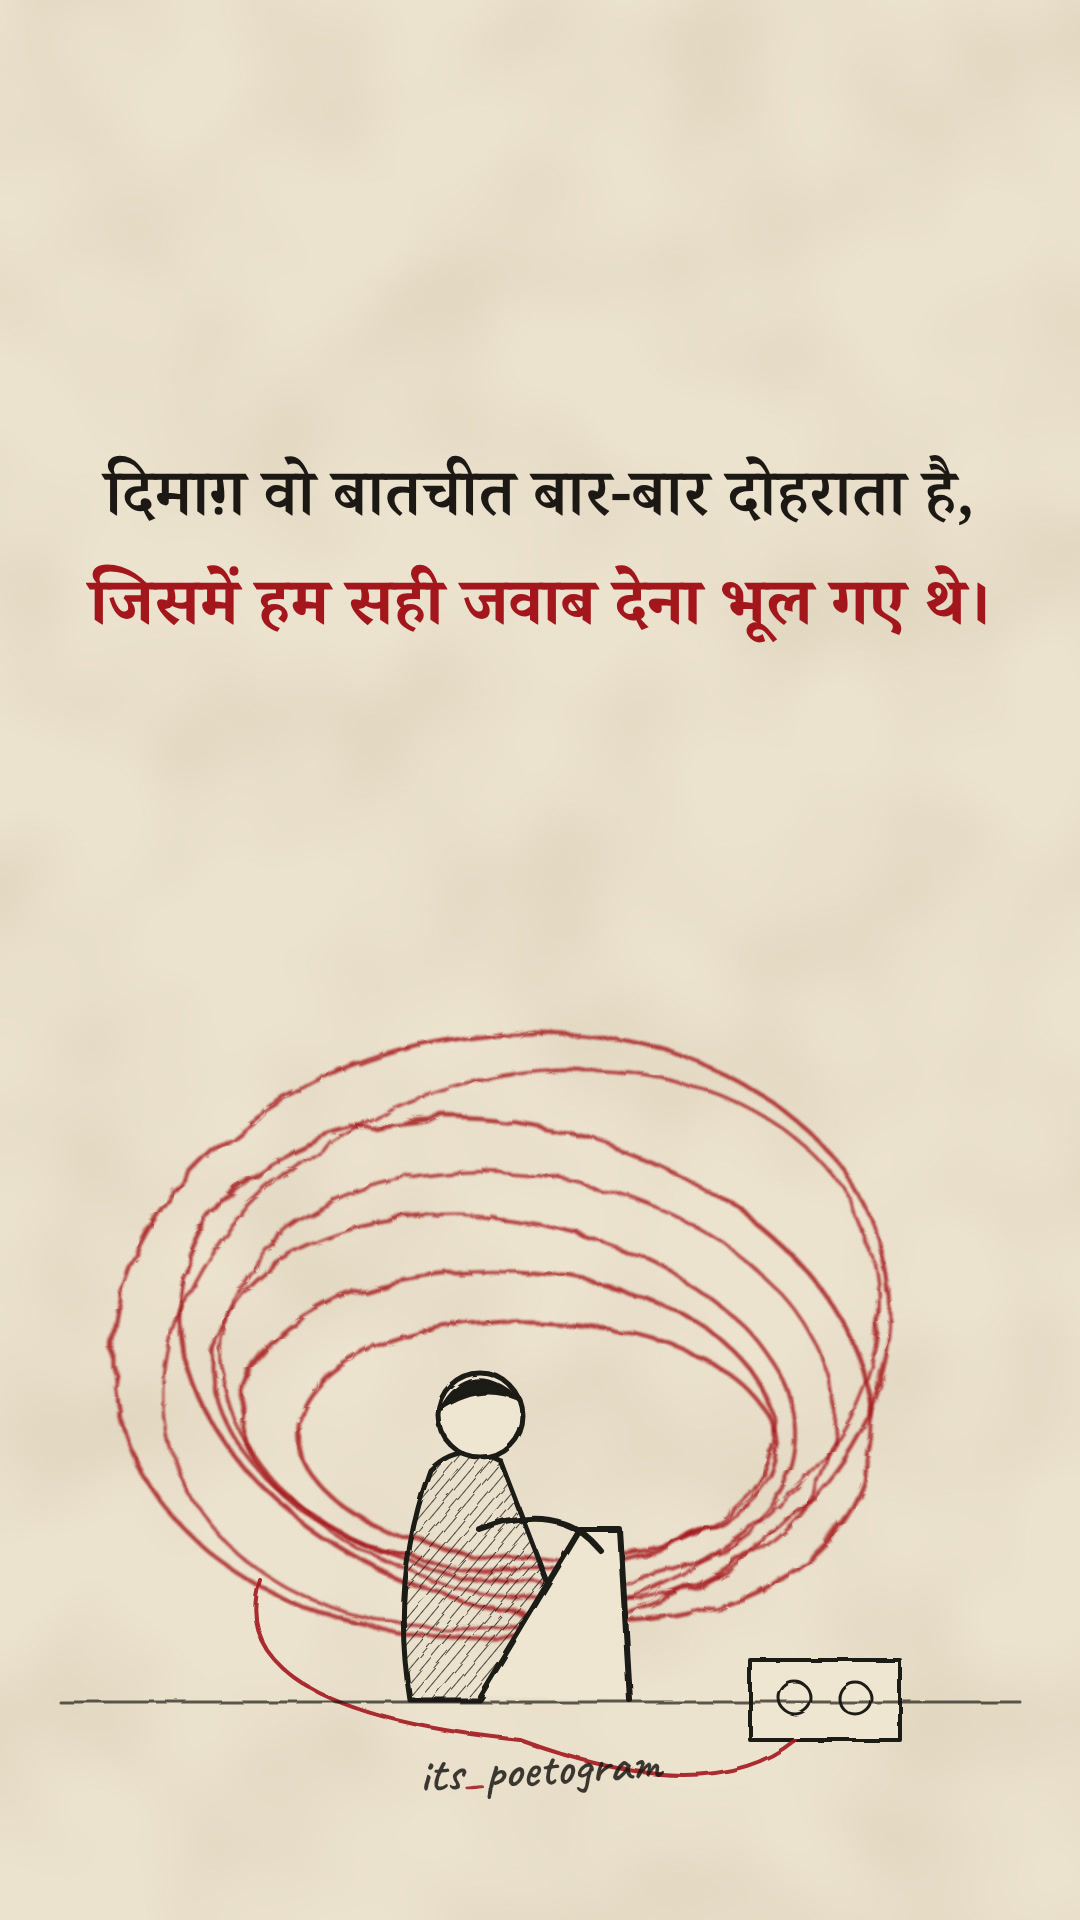 दिमाग़ वो बातचीत बार-बार दोहराता है,
जिसमें हम सही जवाब देना भूल गए थे।
its_poetogram